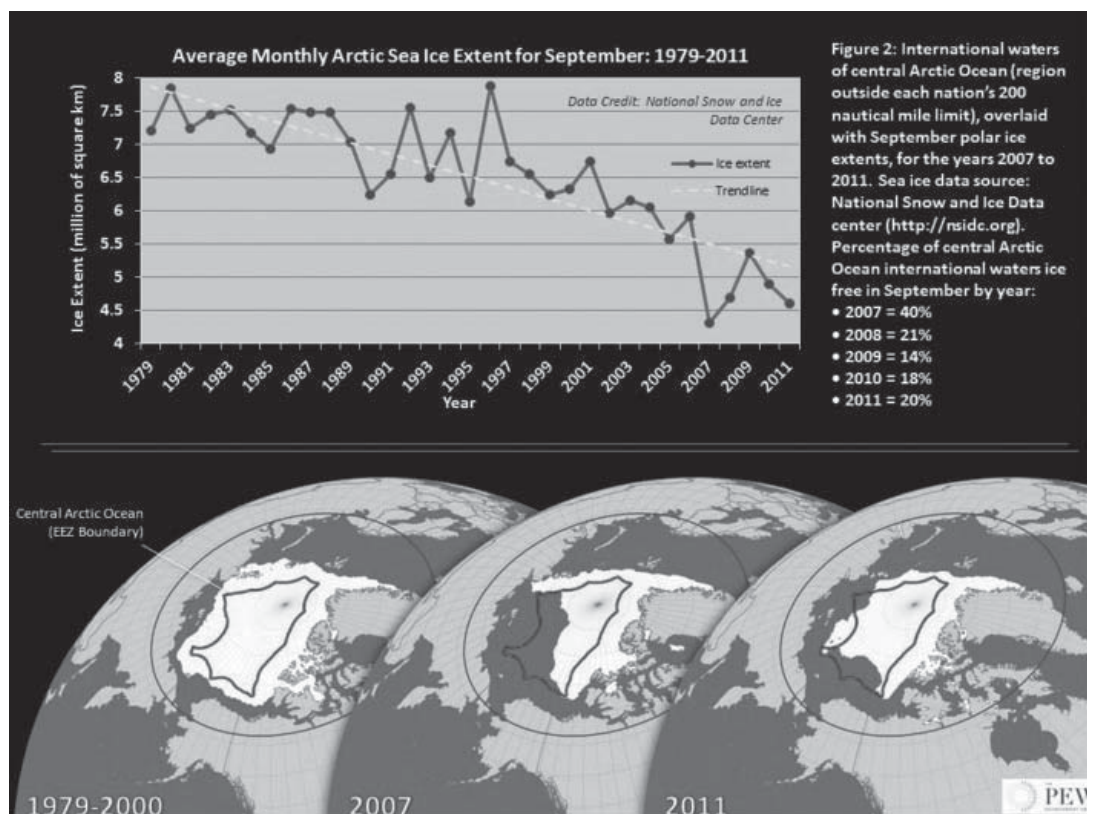 Average Monthly Arctic Sea Ice Extent for September: 1979-2011
Ice Extent (million of square km)
8
7.5
7
6.5
6
5.5
5
4.5
4
Data Credit: National Snow and Ice
Data Center
Ice extent
Trendline
1979
1981
1983
1985
1987
1989
1991
1993
1995
1997
1999
2001
2003
2005
2007
2009
2011
Year
Figure 2: International waters
of central Arctic Ocean (region
outside each nation's 200
nautical mile limit), overlaid
with September polar ice
extents, for the years 2007 to
2011. Sea ice data source:
National Snow and Ice Data
center (http://nsidc.org).
Percentage of central Arctic
Ocean international waters ice
free in September by year:
• 2007 = 40%
• 2008 = 21%
• 2009 = 14%
• 2010 = 18%
• 2011 = 20%
Central Arctic Ocean
(EEZ Boundary)
1979-2000
2007
2011
THE
PEW